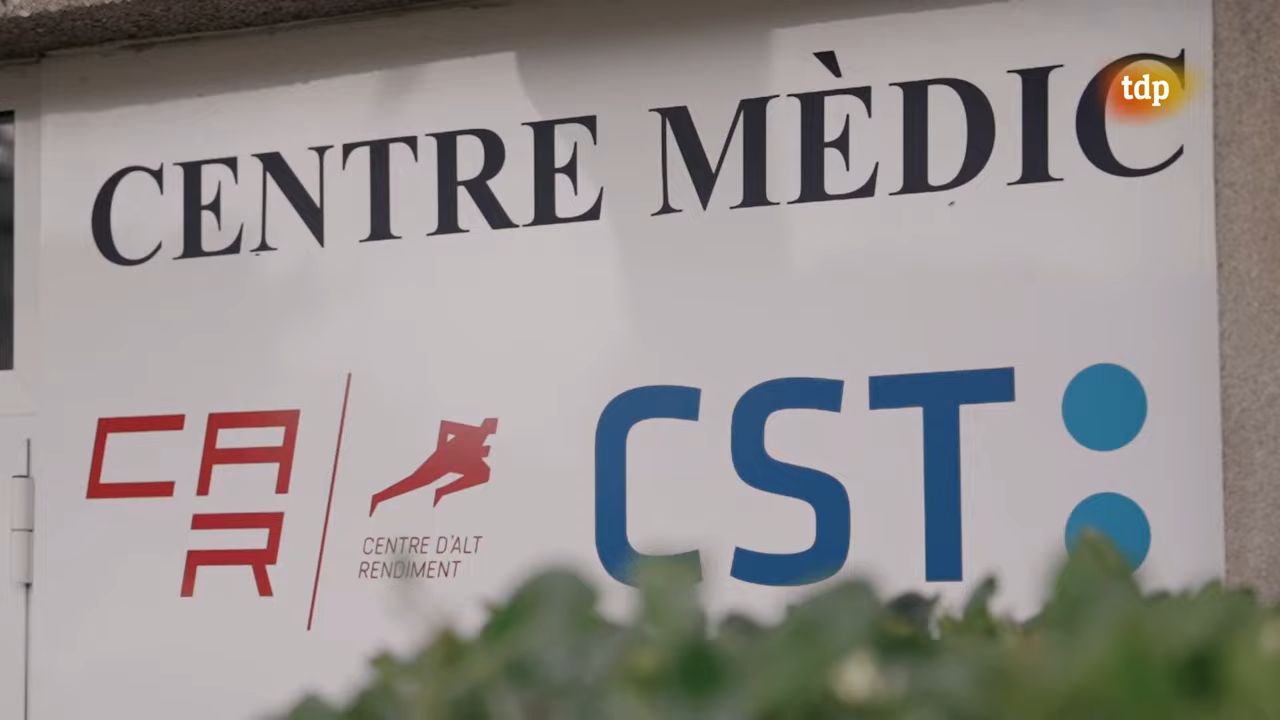 tdp
CENTRE MÈDIC
CAR
CENTRE D'ALT
RENDIMENT
CST: